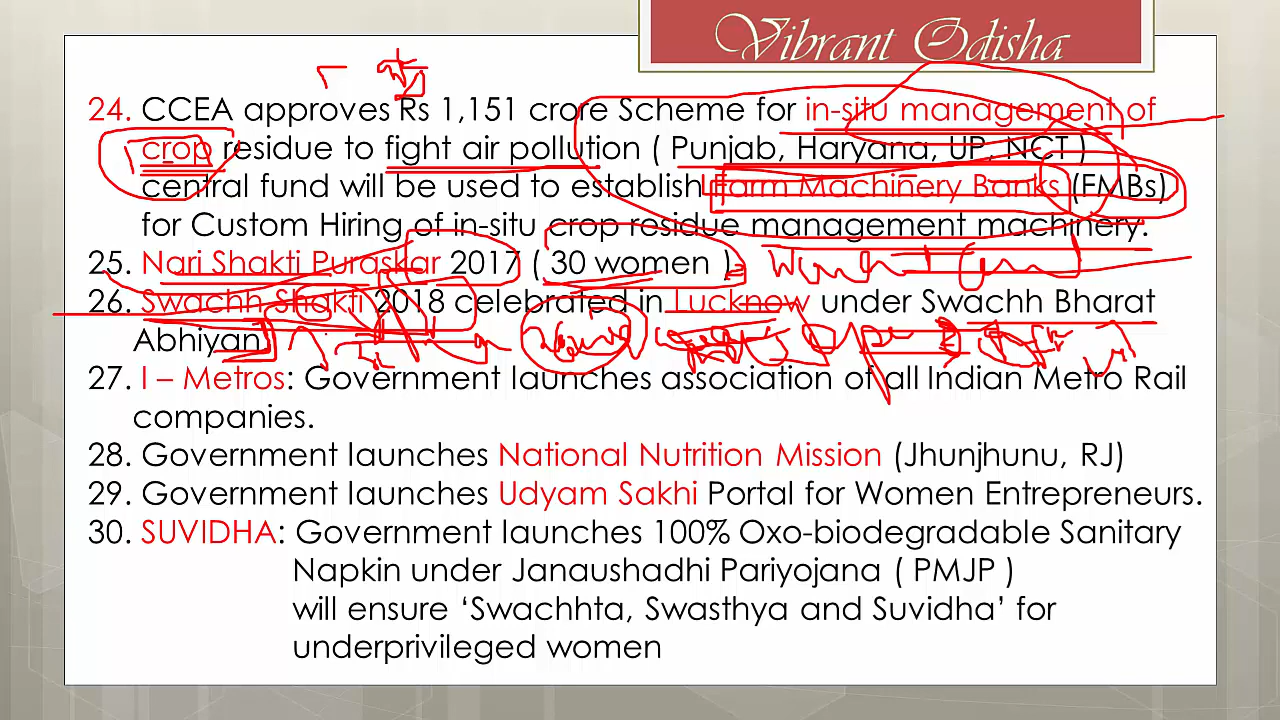 Vibrant Odisha
24. CCEA approves Rs 1,151 crore Scheme for in-situ management of
crop residue to fight air pollution ( Punjab, Haryana, UP, NCT )
central fund will be used to establish Farm Machinery Banks (FMBs)
for Custom Hiring of in-situ crop residue management machinery.
25. Nari Shakti Puraskar 2017 ( 30 women )
26. Swachh Shakti 2018 celebrated in Lucknow under Swachh Bharat
Abhiyan
27. I – Metros: Government launches association of all Indian Metro Rail
companies.
28. Government launches National Nutrition Mission (Jhunjhunu, RJ)
29. Government launches Udyam Sakhi Portal for Women Entrepreneurs.
30. SUVIDHA: Government launches 100% Oxo-biodegradable Sanitary
Napkin under Janaushadhi Pariyojana ( PMJP )
will ensure ‘Swachhta, Swasthya and Suvidha’ for
underprivileged women